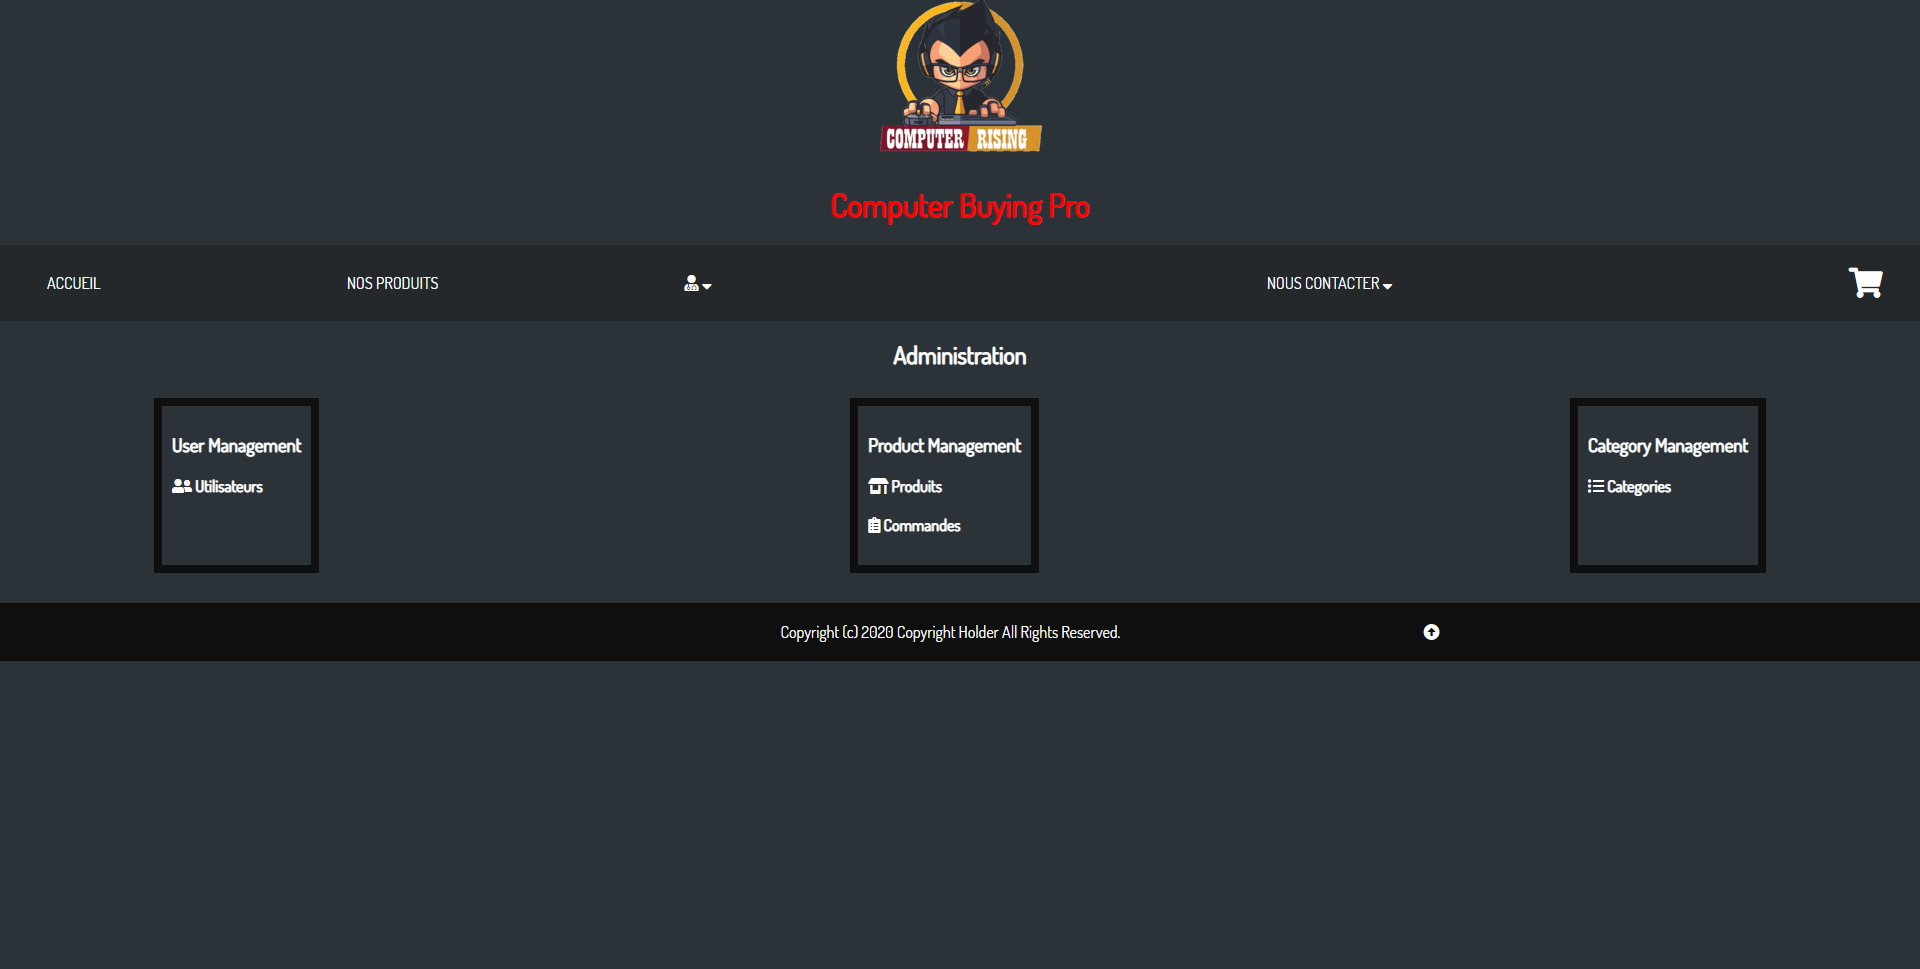 COMPUTER RISING
Computer Buying Pro
ACCUEIL
NOS PRODUITS
NOUS CONTACTER
Administration
User Management
Utilisateurs
Product Management
Produits
Commandes
Category Management
Categories
Copyright (c) 2020 Copyright Holder All Rights Reserved.